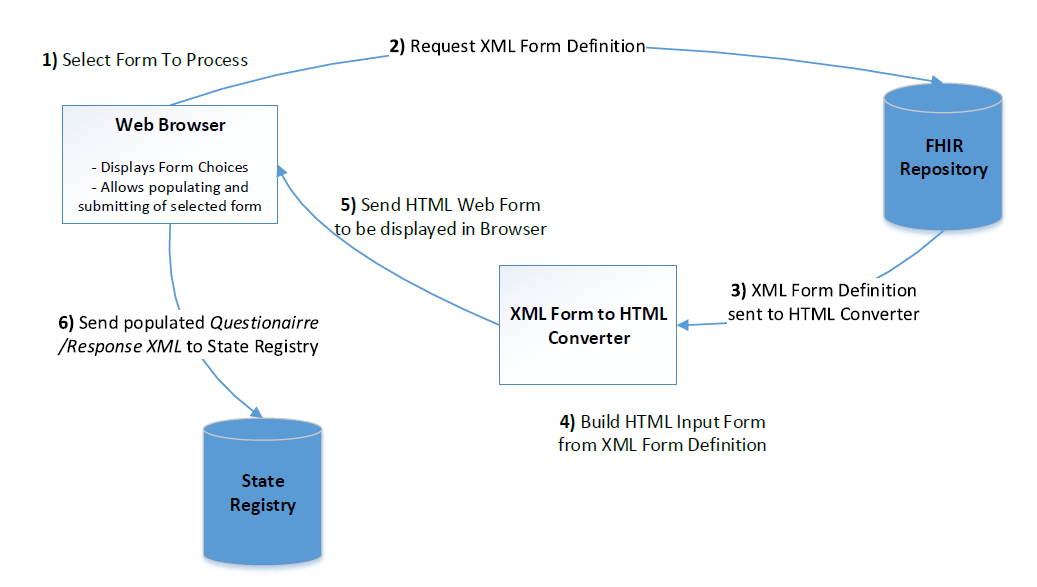 1) Select Form To Process
2) Request XML Form Definition
Web Browser
- Displays Form Choices
- Allows populating and
submitting of selected form
FHIR
Repository
3) XML Form Definition
sent to HTML Converter
XML Form to HTML
Converter
4) Build HTML Input Form
from XML Form Definition
5) Send HTML Web Form
to be displayed in Browser
6) Send populated Questionairre
/Response XML to State Registry
State
Registry